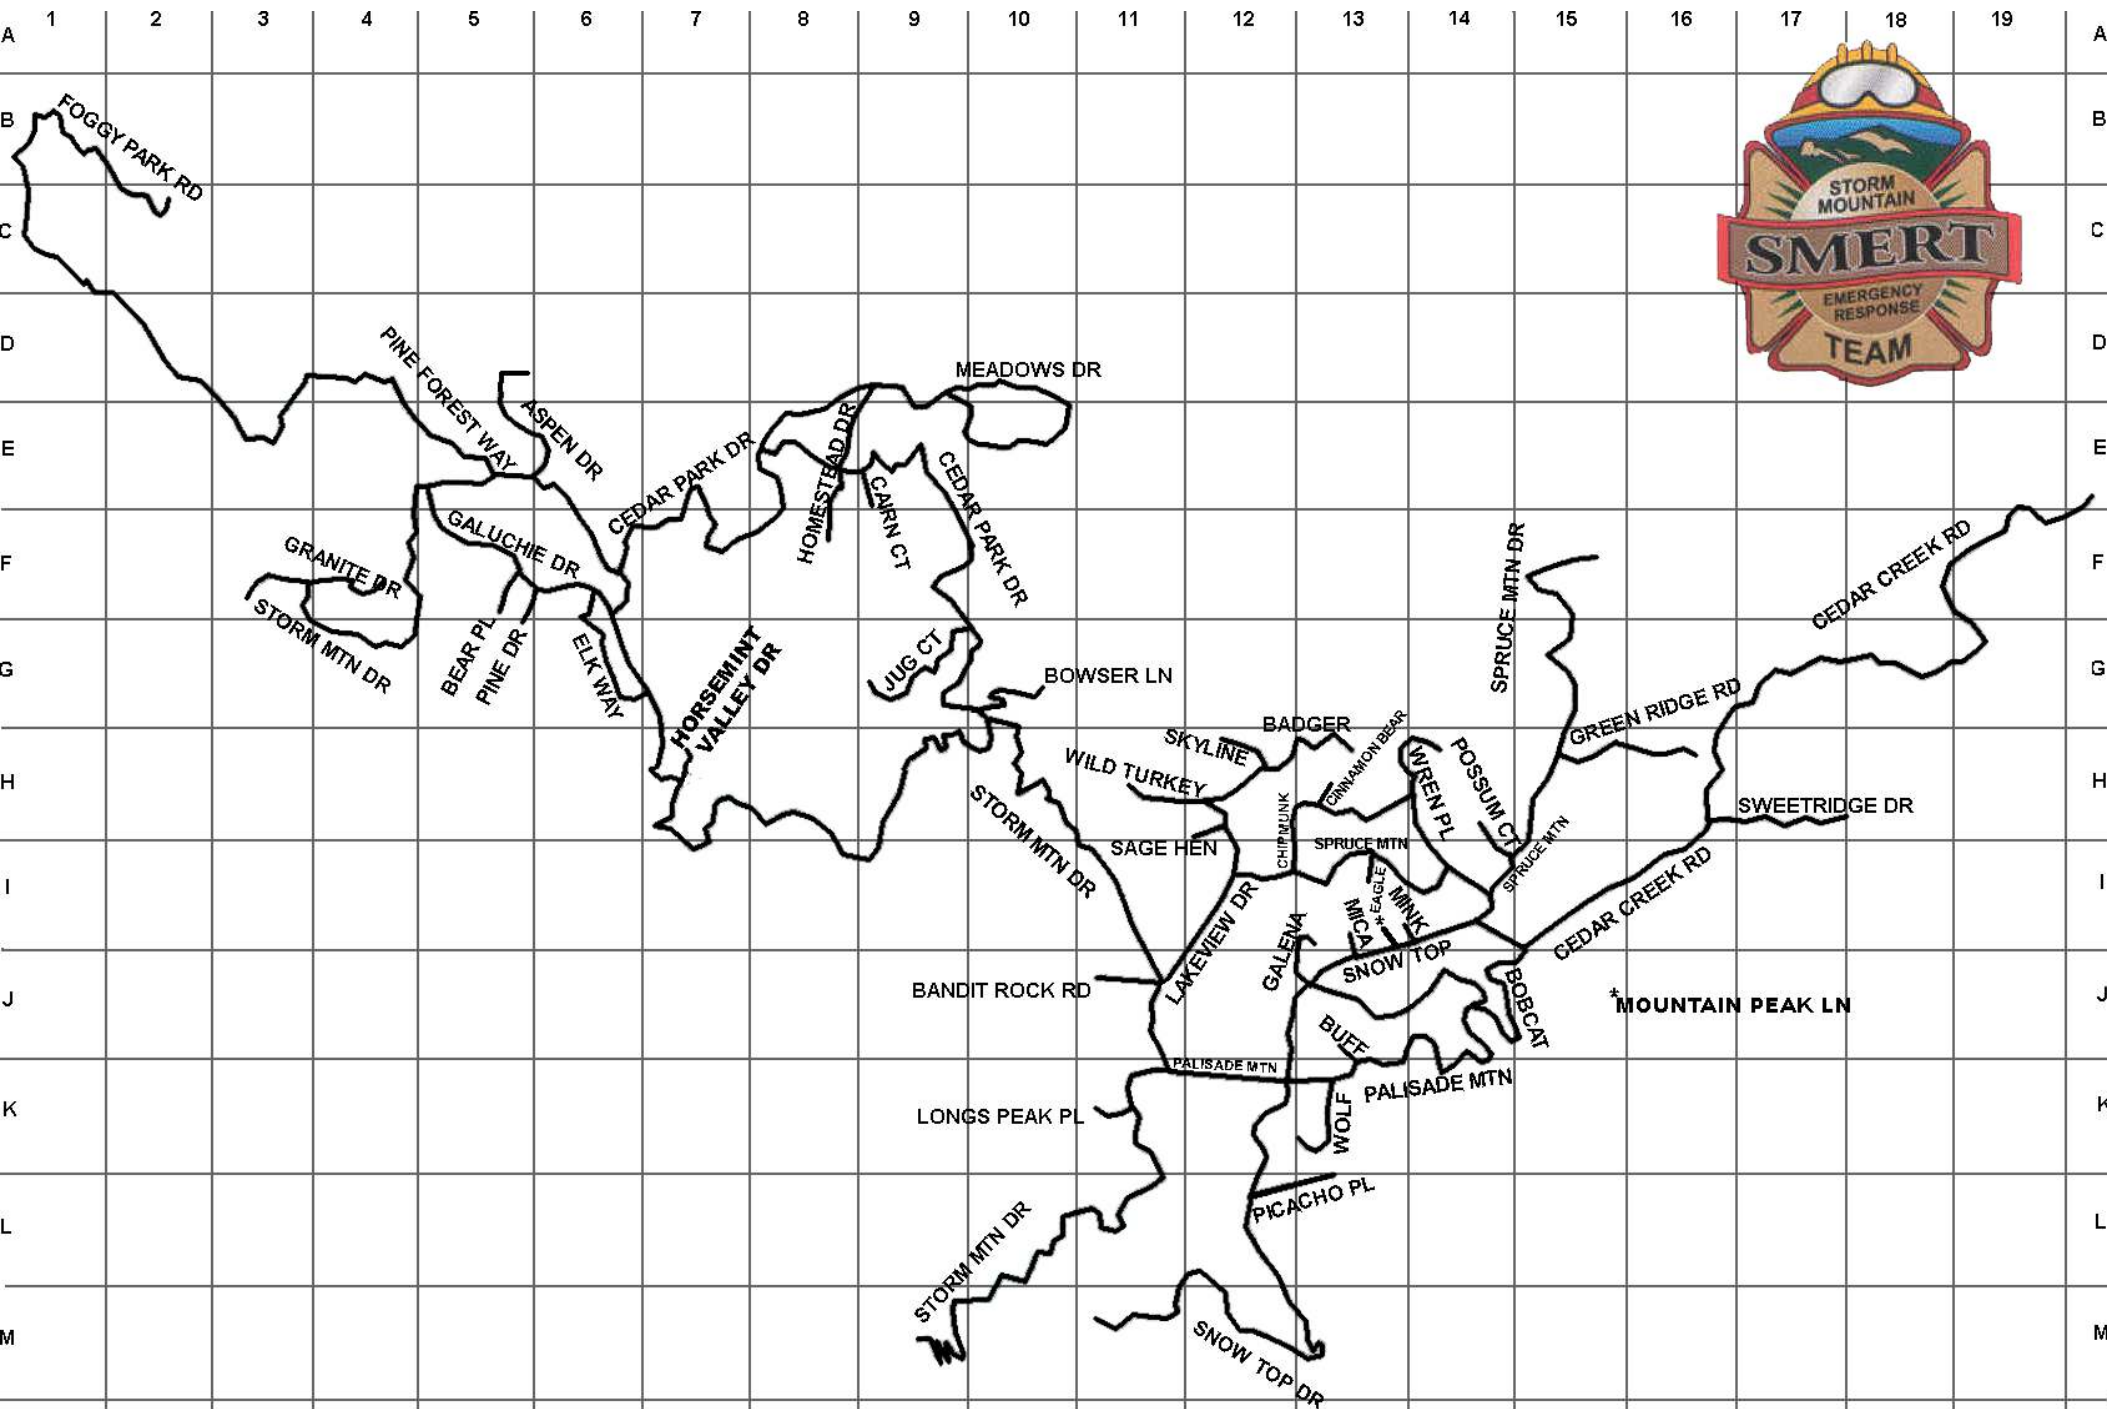 1 2 3 4 5 6 7 8 9 10 11 12 13 14 15 16 17 18 19
A A
B B
FOGGY PARK RD
STORM
MOUNTAIN
C C
SMERT
EMERGENCY
RESPONSE
TEAM
D D
PINE FOREST WAY
MEADOWS DR
ASPEN DR
E E
CEDAR PARK DR
HOMESTBAD DR
CAIRN CT
CEDAR PARK DR
F F
GRANITE DR
GALUCHIE DR
SPRUCE MTN DR
CEDAR CREEK RD
G G
STORM MTN DR
BEAR PL
PINE DR
ELK WAY
HORSEMINT
VALLEY DR
JUG CT
BOWSER LN
GREEN RIDGE RD
H H
WILD TURKEY
SKYLINE
BADGER
CINNAMON BEAR
WREN PL
POSSUM CT
SWEETRIDGE DR
STORM MTN DR
SAGE HEN
CHIPMUNK
SPRUCE MTN
SPRUCE MTN
I I
LAKEVIEW DR
GALENA
MICA
*EAGLE
MINK
CEDAR CREEK RD
SNOW TOP
J J
BANDIT ROCK RD
BUFF
BOBCAT
*MOUNTAIN PEAK LN
PALISADE MTN
PALISADE MTN
K K
LONGS PEAK PL
WOLF
L L
PICACHO PL
STORM MTN DR
M M
SNOW TOP DR